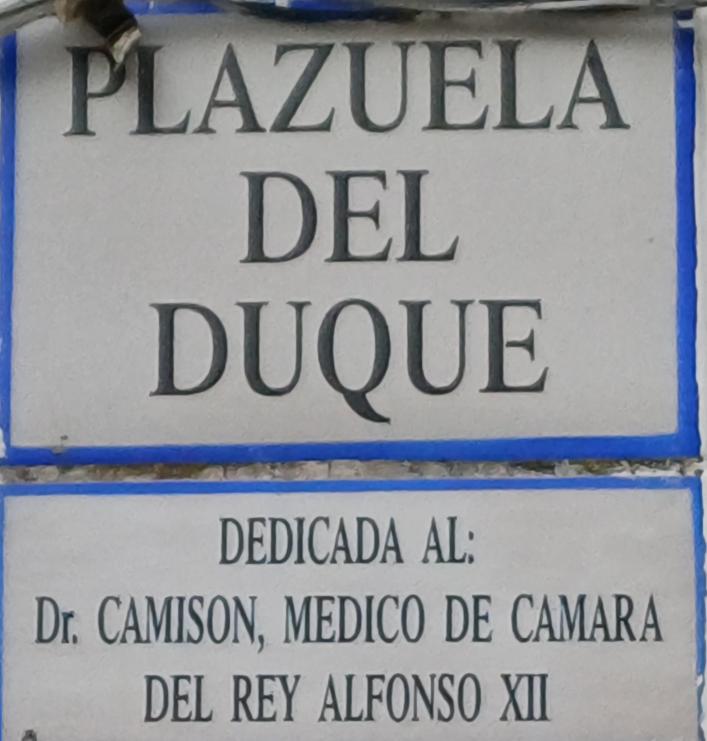 PLAZUELA
DEL
DUQUE
DEDICADA AL:
Dr. CAMISON, MEDICO DE CAMARA
DEL REY ALFONSO XII